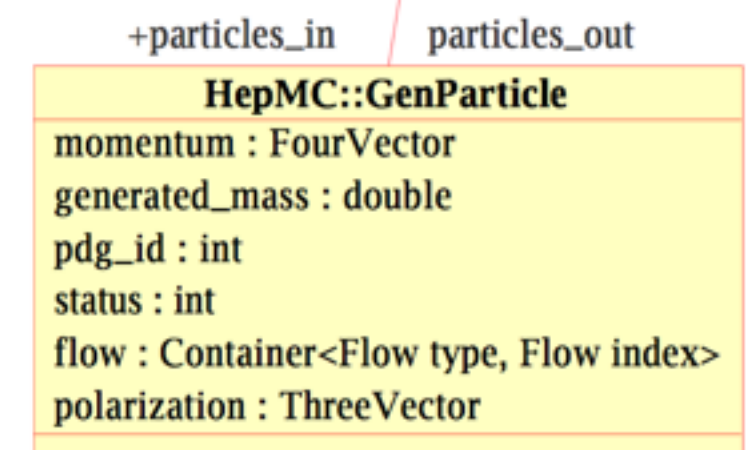 +particles_in particles_out
HepMC::GenParticle
momentum : FourVector
generated_mass : double
pdg_id : int
status : int
flow : Container<Flow type, Flow index>
polarization : ThreeVector